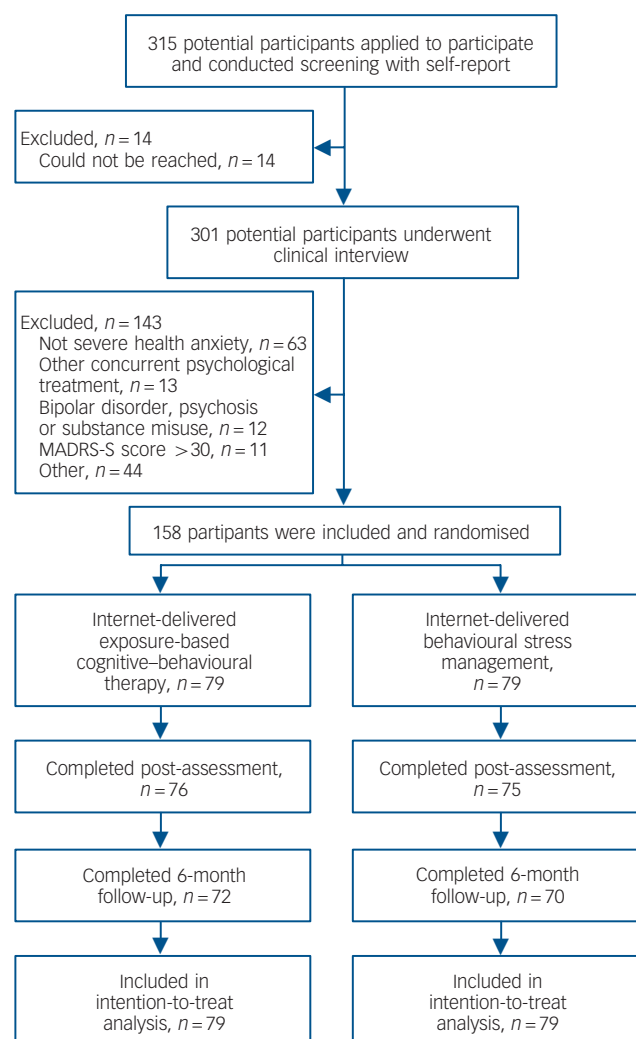 315 potential participants applied to participate
and conducted screening with self-report
Excluded, n = 14
Could not be reached, n = 14
301 potential participants underwent
clinical interview
Excluded, n = 143
Not severe health anxiety, n = 63
Other concurrent psychological
treatment, n = 13
Bipolar disorder, psychosis
or substance misuse, n = 12
MADRS-S score >30, n = 11
Other, n = 44
158 partipants were included and randomised
Internet-delivered
exposure-based
cognitive–behavioural
therapy, n = 79
Internet-delivered
behavioural stress
management,
n = 79
Completed post-assessment,
n = 76
Completed post-assessment,
n = 75
Completed 6-month
follow-up, n = 72
Completed 6-month
follow-up, n = 70
Included in
intention-to-treat
analysis, n = 79
Included in
intention-to-treat
analysis, n = 79